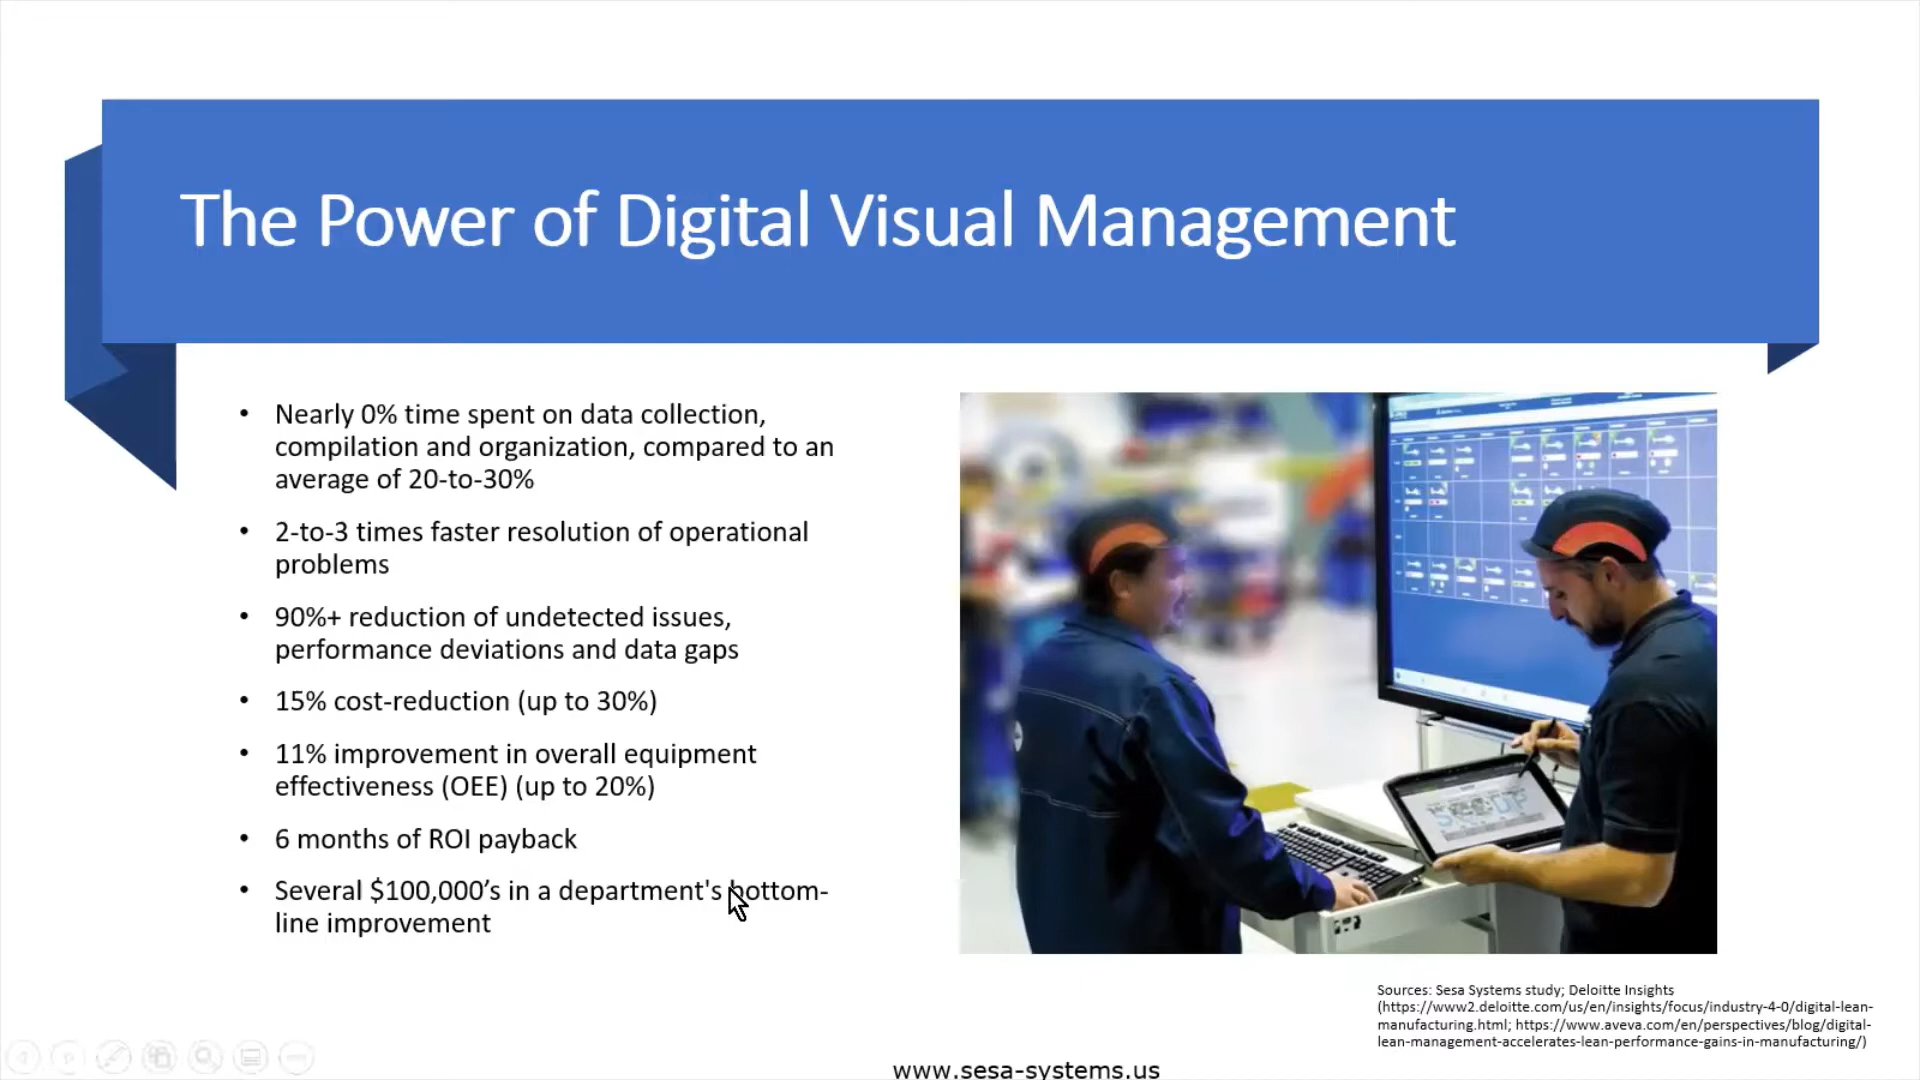 The Power of Digital Visual Management
• Nearly 0% time spent on data collection,
compilation and organization, compared to an
average of 20-to-30%
• 2-to-3 times faster resolution of operational
problems
• 90%+ reduction of undetected issues,
performance deviations and data gaps
• 15% cost-reduction (up to 30%)
• 11% improvement in overall equipment
effectiveness (OEE) (up to 20%)
• 6 months of ROI payback
• Several $100,000’s in a department's bottom-
line improvement
Sources: Sesa Systems study; Deloitte Insights
(https://www2.deloitte.com/us/en/insights/focus/industry-4-0/digital-lean-
manufacturing.html; https://www.aveva.com/en/perspectives/blog/digital-
lean-management-accelerates-lean-performance-gains-in-manufacturing/)
www.sesa-systems.us